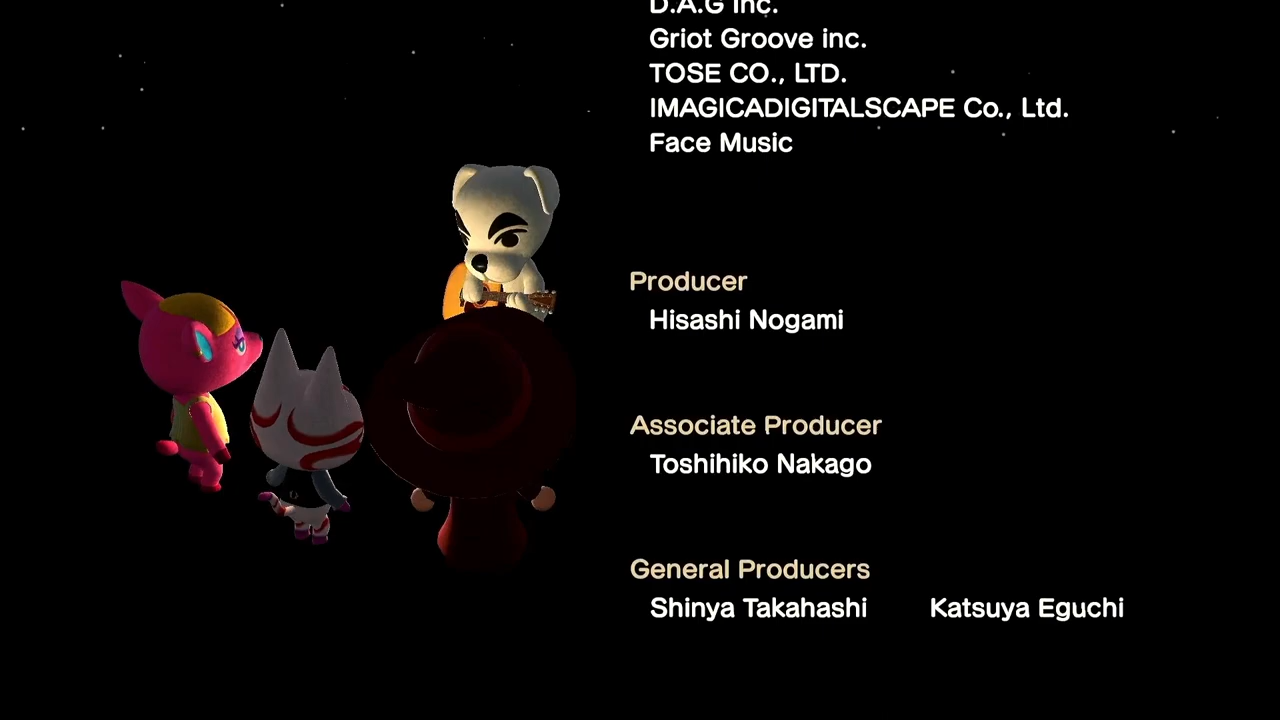 D.A.G Inc.
Griot Groove inc.
TOSE CO., LTD.
IMAGICADIGITALSCAPE Co., Ltd.
Face Music
Producer
Hisashi Nogami
Associate Producer
Toshihiko Nakago
General Producers
Shinya Takahashi Katsuya Eguchi